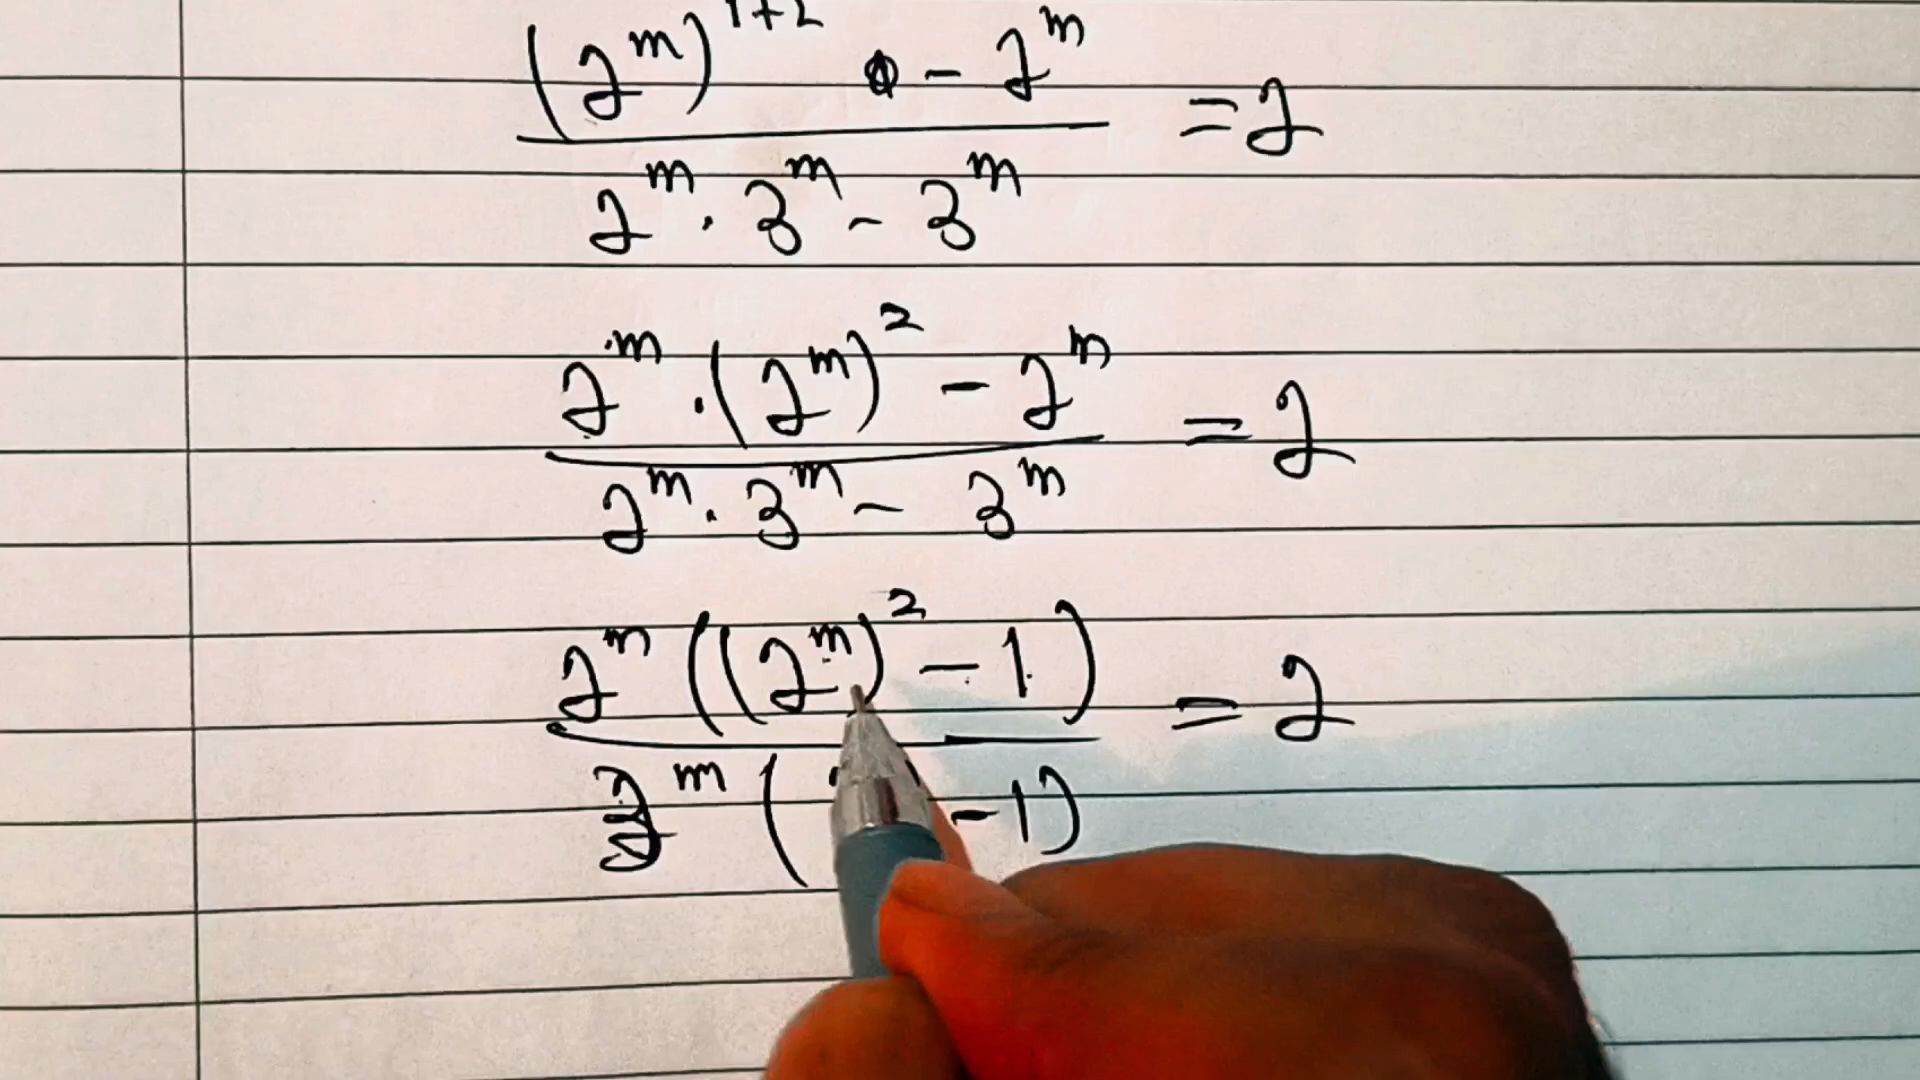 (2^m)^{1+2} - 2^m
2^m · 3^m - 3^m
= 2
2^m · (2^m)^2 - 2^m
2^m · 3^m - 3^m
= 2
2^m ((2^m)^2 - 1)
3^m ( - 1)
= 2